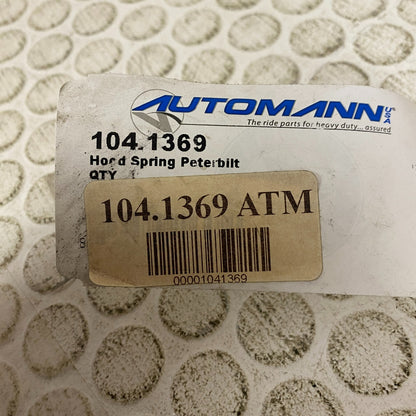 AUTOMANN
USA
The ride parts for heavy duty... assured
104.1369
Hood Spring Peterbilt
QTY 1
104.1369 ATM
00001041369